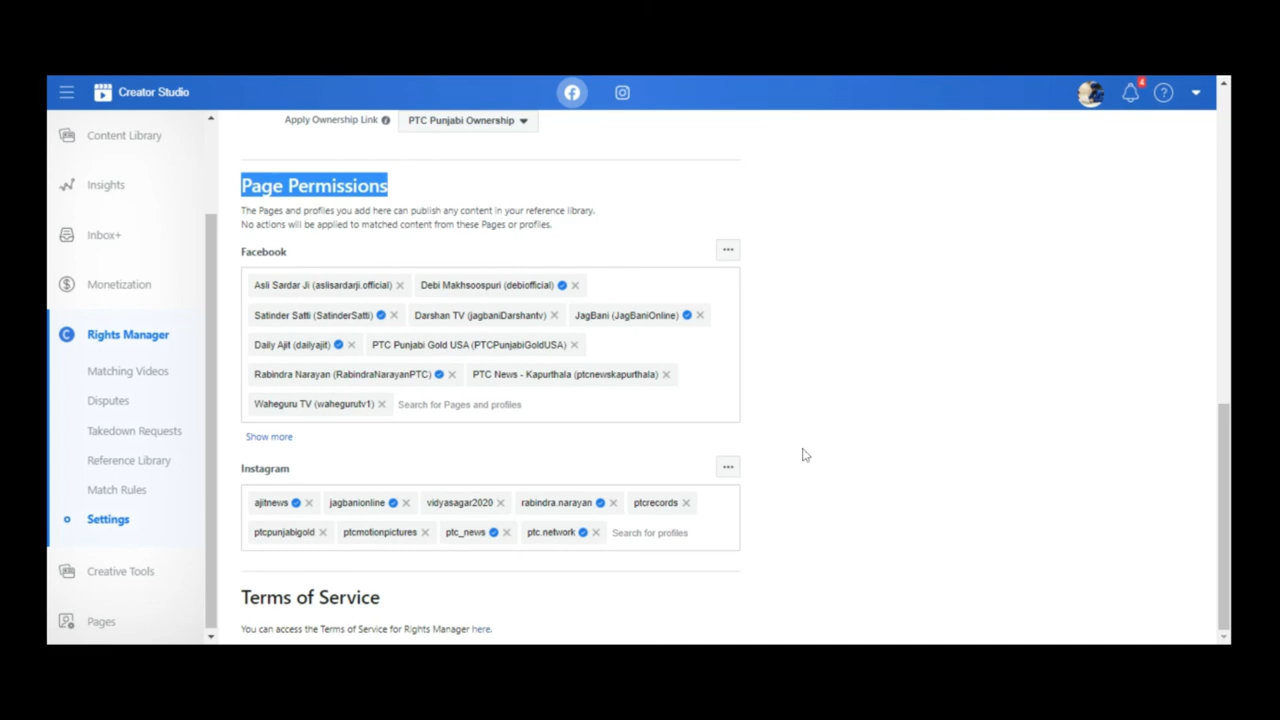 Creator Studio
4
Content Library
Insights
Inbox+
Monetization
Rights Manager
Matching Videos
Disputes
Takedown Requests
Reference Library
Match Rules
Settings
Creative Tools
Pages
Apply Ownership Link PTC Punjabi Ownership
Page Permissions
The Pages and profiles you add here can publish any content in your reference library.
No actions will be applied to matched content from these Pages or profiles.
Facebook
Asli Sardar Ji (aslisardarji.official) Debi Makhsoospuri (debiofficial)
Satinder Satti (SatinderSatti) Darshan TV (jagbaniDarshantv) JagBani (JagBaniOnline)
Daily Ajit (dailyajit) PTC Punjabi Gold USA (PTCPunjabiGoldUSA)
Rabindra Narayan (RabindraNarayanPTC) PTC News - Kapurthala (ptcnewskapurthala)
Waheguru TV (wahegurutv1) Search for Pages and profiles
Show more
Instagram
ajitnews jagbanionline vidyasagar2020 rabindra.narayan ptcrecords
ptcpunjabigold ptcmotionpictures ptc_news ptc.network Search for profiles
Terms of Service
You can access the Terms of Service for Rights Manager here.